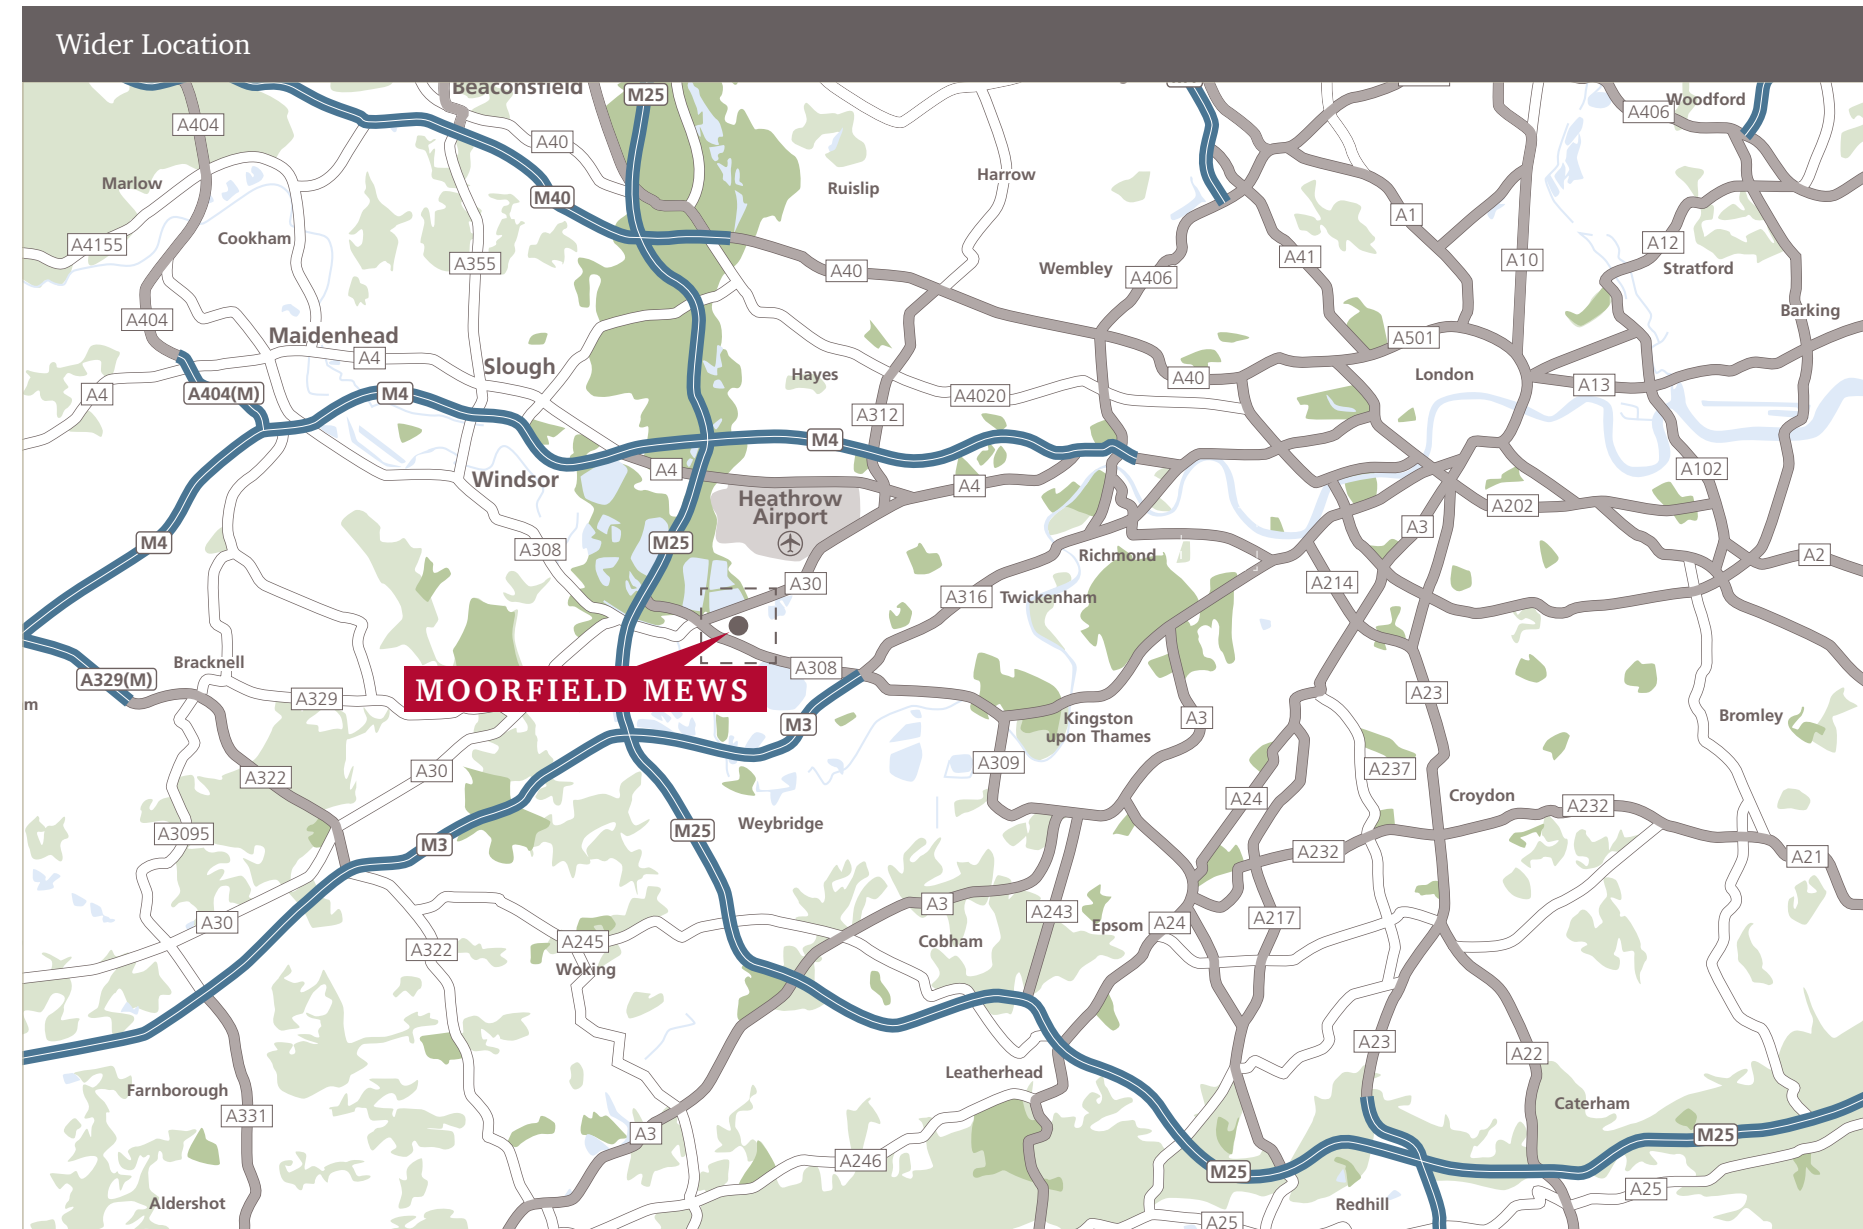 Wider Location
Beaconsfield
M25
A404
A40
Woodford
A406
Marlow
M40
Ruislip
Harrow
A1
A4155
Cookham
A355
A40
Wembley
A406
A41
A10
A12
Stratford
A404
Maidenhead
A4
Slough
A501
Barking
A4
A404(M)
M4
Hayes
A4020
A40
London
A13
A312
M4
Windsor
A4
A4
A102
Heathrow
Airport
A202
M4
A308
M25
A3
Richmond
A2
A30
A316
Twickenham
A214
Bracknell
A308
A329(M)
MOORFIELD MEWS
A23
m
A329
M3
Kingston
upon Thames
A3
Bromley
A322
A30
A309
A237
A24
Croydon
A232
A3095
M3
M25
Weybridge
A232
A21
A30
A3
A243
Epsom
A24
A217
A322
A245
Woking
Cobham
A23
A22
Leatherhead
Farnborough
A331
Caterham
A3
M25
A246
M25
Aldershot
Redhill
A25
A25